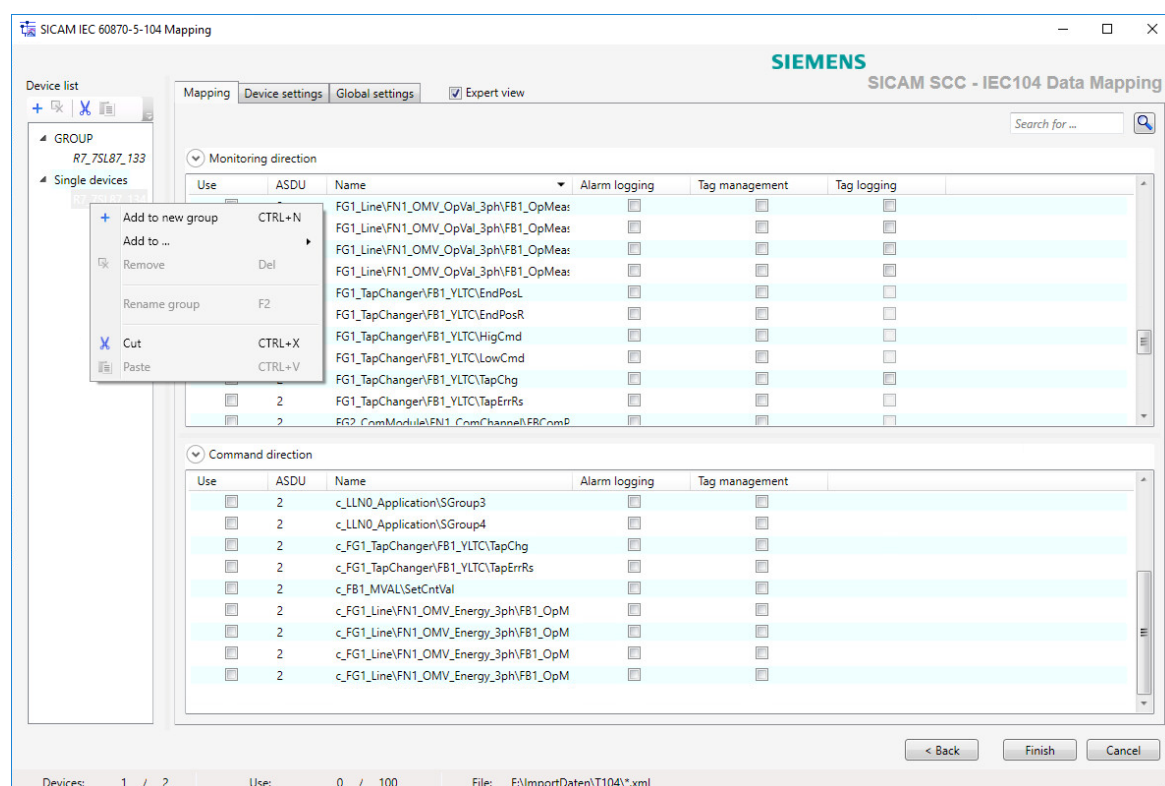 SICAM IEC 60870-5-104 Mapping
SIEMENS
SICAM SCC - IEC104 Data Mapping
Device list
Mapping Device settings Global settings Expert view
Search for ...
GROUP
R7_7SL87_133
Single devices
R7_7SL87_134
Add to new group CTRL+N
Add to ...
Remove Del
Rename group F2
Cut CTRL+X
Paste CTRL+V
Monitoring direction
Use ASDU Name Alarm logging Tag management Tag logging
FG1_Line\FN1_OMV_OpVal_3ph\FB1_OpMeas
FG1_Line\FN1_OMV_OpVal_3ph\FB1_OpMeas
FG1_Line\FN1_OMV_OpVal_3ph\FB1_OpMeas
FG1_Line\FN1_OMV_OpVal_3ph\FB1_OpMeas
FG1_TapChanger\FB1_YLTC\EndPosL
FG1_TapChanger\FB1_YLTC\EndPosR
FG1_TapChanger\FB1_YLTC\HigCmd
FG1_TapChanger\FB1_YLTC\LowCmd
FG1_TapChanger\FB1_YLTC\TapChg
2 FG1_TapChanger\FB1_YLTC\TapErrRs
2 FG2_ComModule\FN1_ComChannel\FBComP
Command direction
Use ASDU Name Alarm logging Tag management
2 c_LLN0_Application\SGroup3
2 c_LLN0_Application\SGroup4
2 c_FG1_TapChanger\FB1_YLTC\TapChg
2 c_FG1_TapChanger\FB1_YLTC\TapErrRs
2 c_FB1_MVAL\SetCntVal
2 c_FG1_Line\FN1_OMV_Energy_3ph\FB1_OpM
2 c_FG1_Line\FN1_OMV_Energy_3ph\FB1_OpM
2 c_FG1_Line\FN1_OMV_Energy_3ph\FB1_OpM
2 c_FG1_Line\FN1_OMV_Energy_3ph\FB1_OpM
< Back Finish Cancel
Devices: 1 / 2 Use: 0 / 100 File: F:\ImportDaten\T104\*.xml